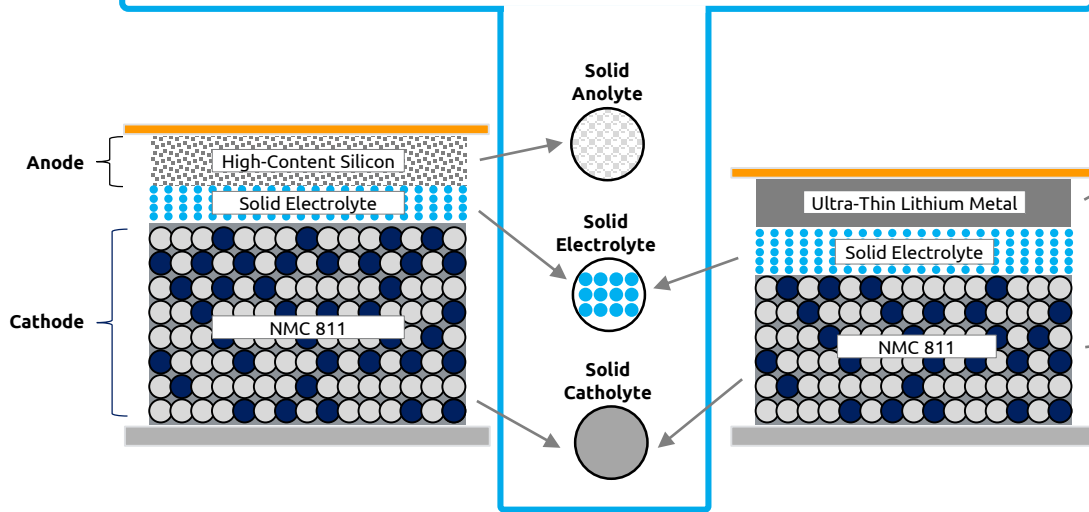 Solid
Anolyte
Anode
High-Content Silicon
Solid Electrolyte
Solid
Electrolyte
Cathode
NMC 811
Solid
Catholyte
Ultra-Thin Lithium Metal
Solid Electrolyte
NMC 811